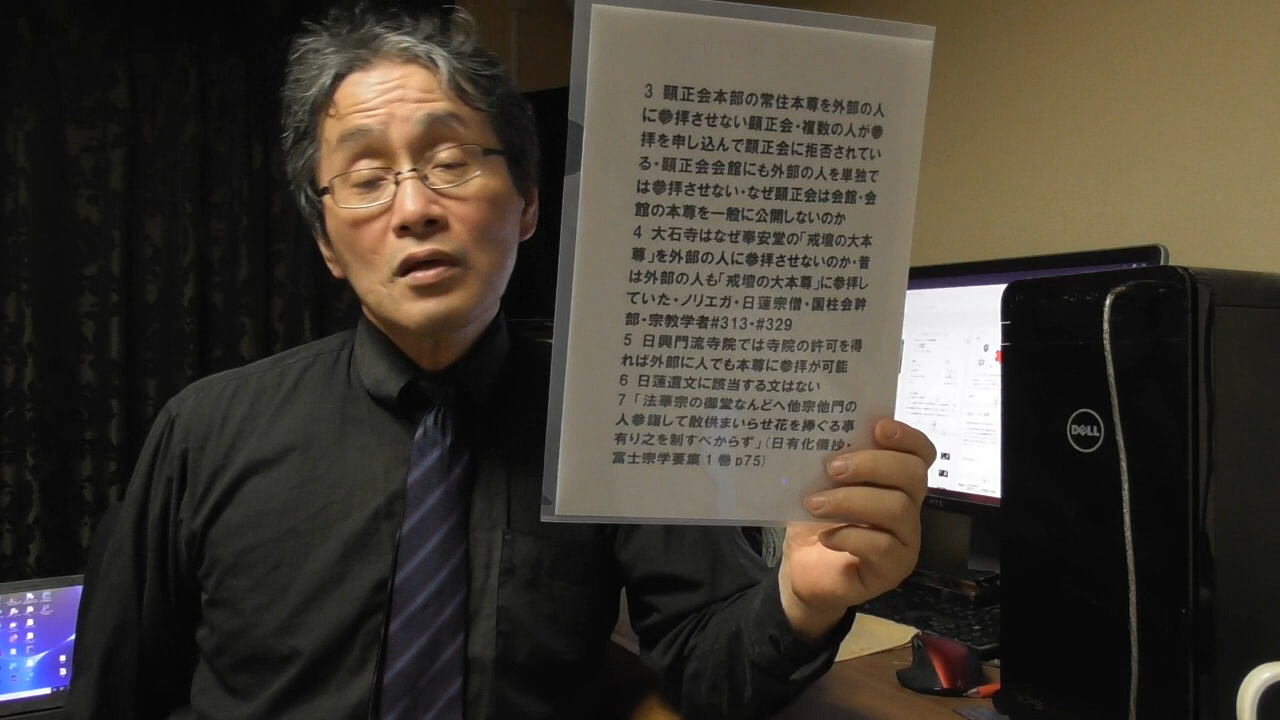 3 顕正会本部の常住本尊を外部の人
に参拝させない顕正会・複数の人が参
拝を申し込んで顕正会に拒否されてい
る・顕正会会館にも外部の人を単独で
は参拝させない・なぜ顕正会は会館・会
館の本尊を一般に公開しないのか
4 大石寺はなぜ奉安堂の「戒壇の大本
尊」を外部の人に参拝させないのか・昔
は外部の人も「戒壇の大本尊」に参拝し
ていた・ノリエガ・日蓮宗僧・国柱会幹
部・宗教学者#313・#329
5 日興門流寺院では寺院の許可を得
れば外部に人でも本尊に参拝が可能
6 日蓮遺文に該当する文はない
7 「法華宗の御堂なんどへ他宗他門の
人参詣して散供まいらせ花を捧ぐる事
有り之を制すべからず」(日有化儀抄・
富士宗学要集1巻p75)
DELL